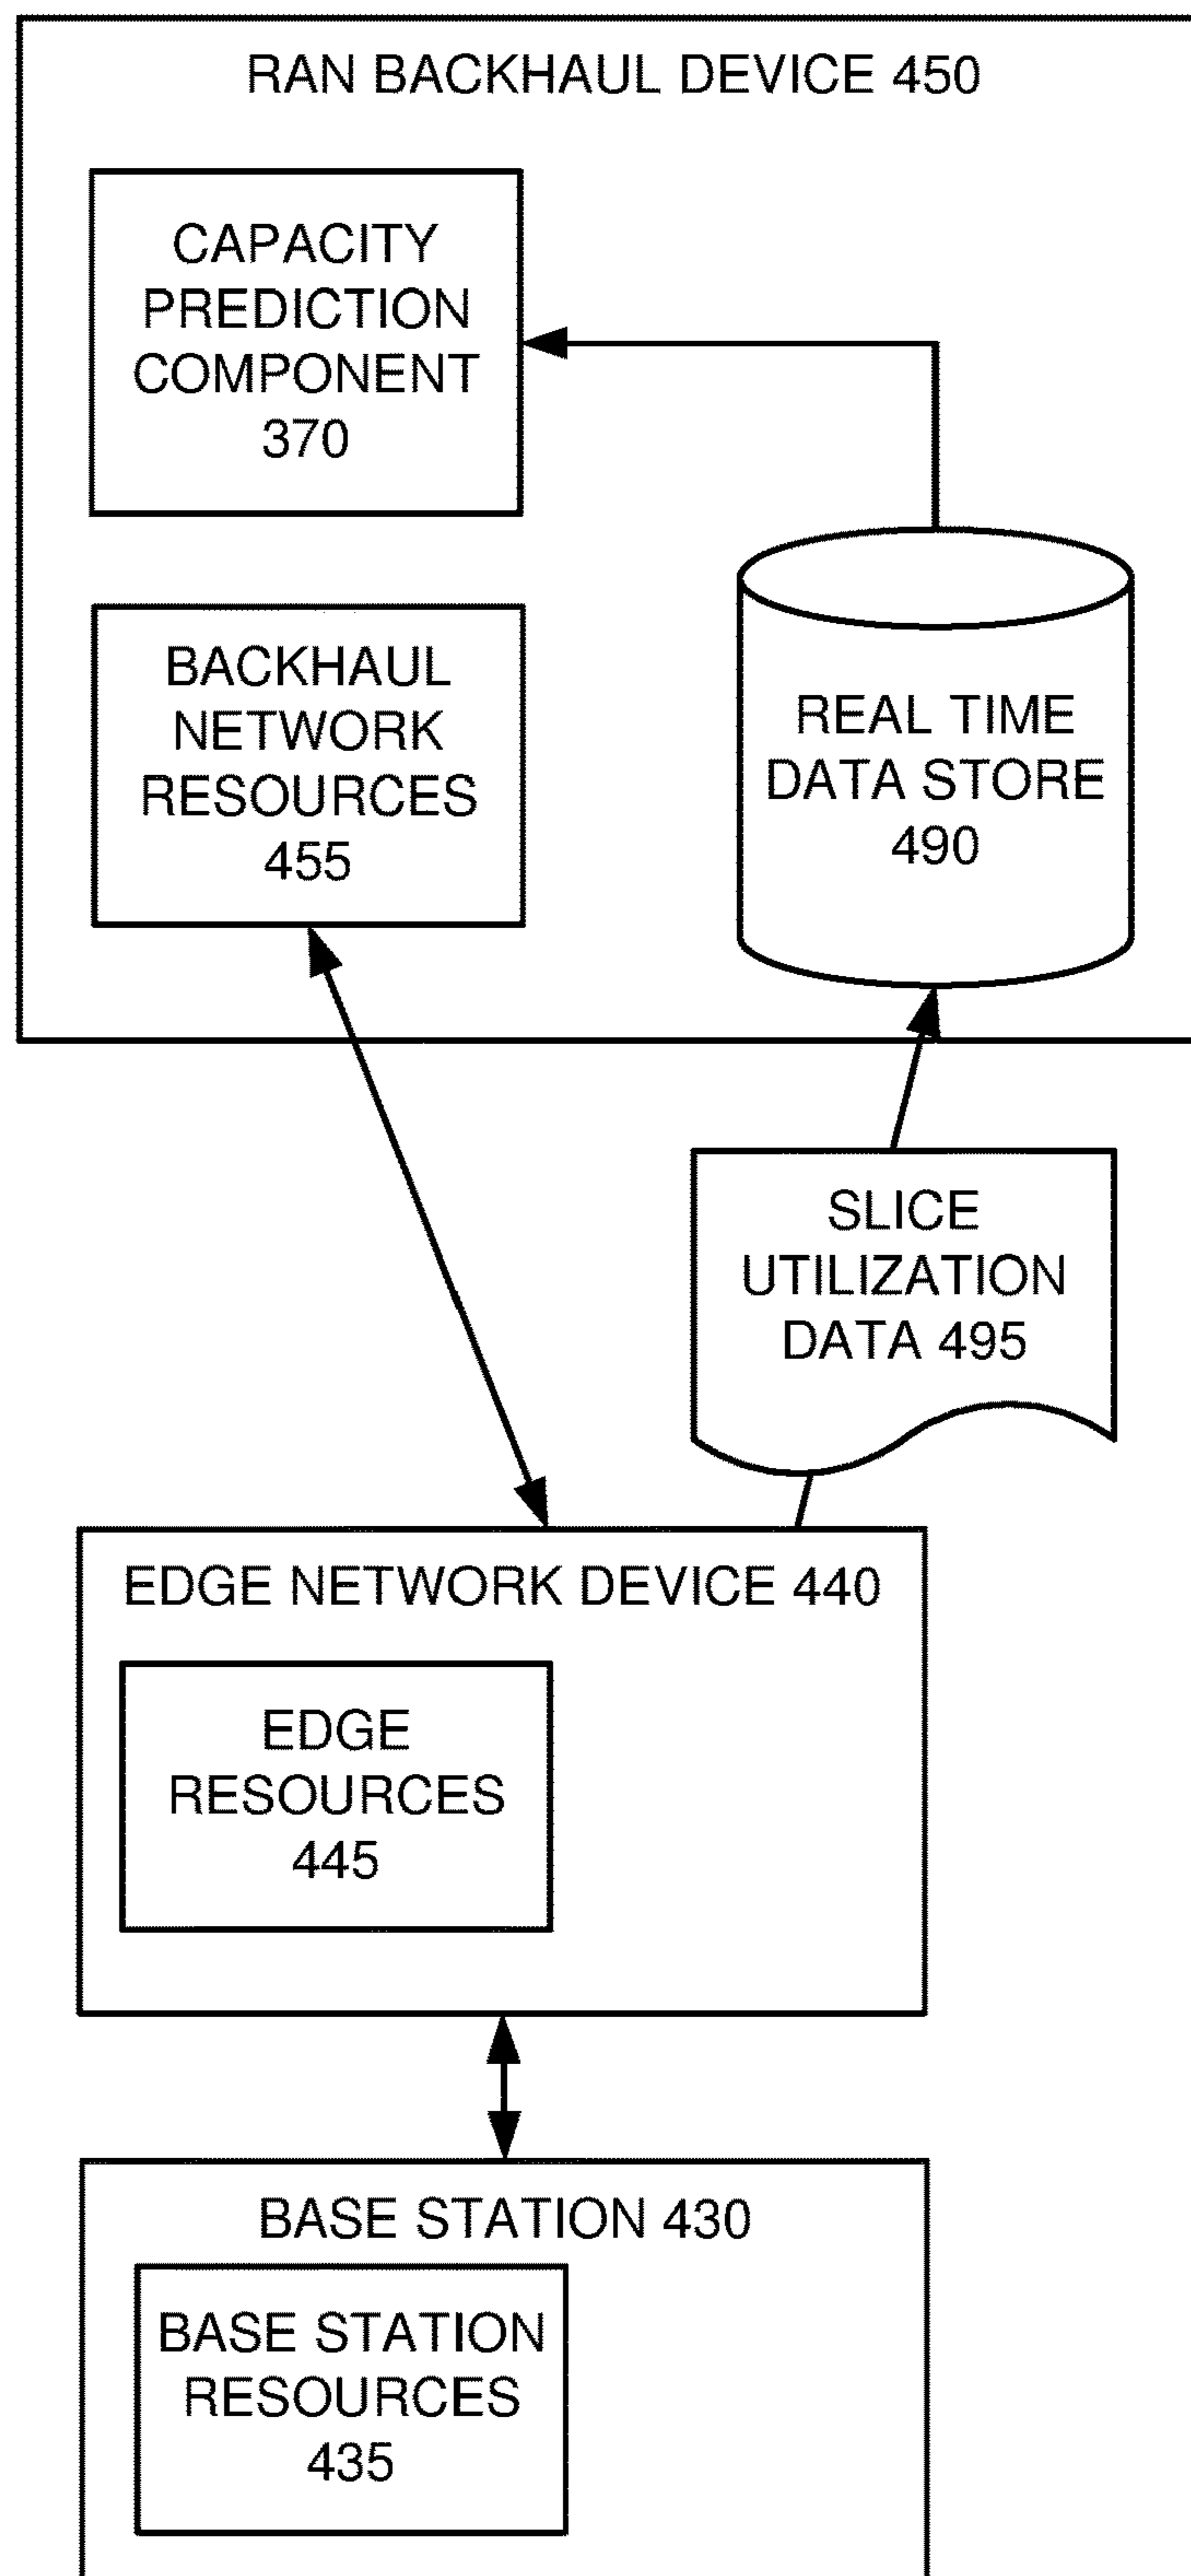 RAN BACKHAUL DEVICE 450
CAPACITY
PREDICTION
COMPONENT
370
BACKHAUL
NETWORK
RESOURCES
455
REAL TIME
DATA STORE
490
SLICE
UTILIZATION
DATA 495
EDGE NETWORK DEVICE 440
EDGE
RESOURCES
445
BASE STATION 430
BASE STATION
RESOURCES
435